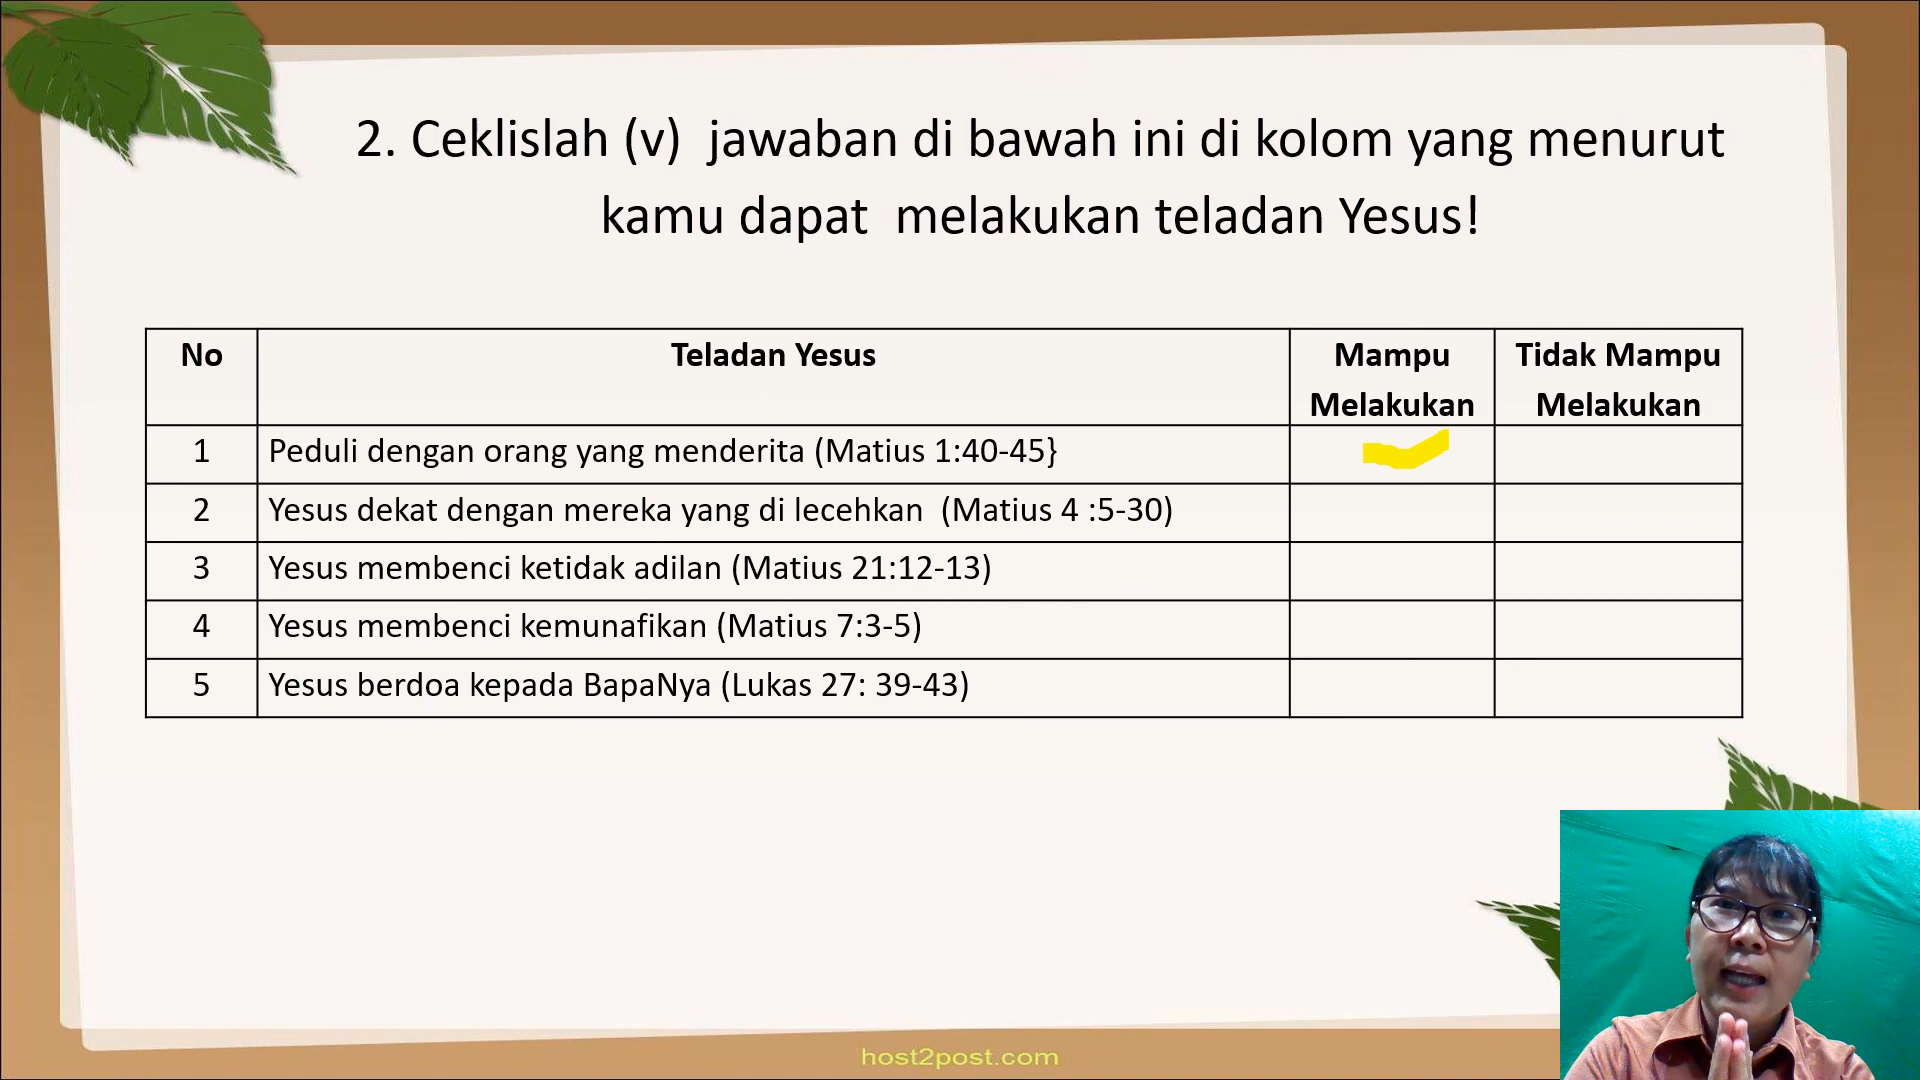 2. Ceklislah (v)  jawaban di bawah ini di kolom yang menurut
kamu dapat  melakukan teladan Yesus!
No Teladan Yesus Mampu Melakukan Tidak Mampu Melakukan
1 Peduli dengan orang yang menderita (Matius 1:40-45}
2 Yesus dekat dengan mereka yang di lecehkan  (Matius 4 :5-30)
3 Yesus membenci ketidak adilan (Matius 21:12-13)
4 Yesus membenci kemunafikan (Matius 7:3-5)
5 Yesus berdoa kepada BapaNya (Lukas 27: 39-43)
host2post.com